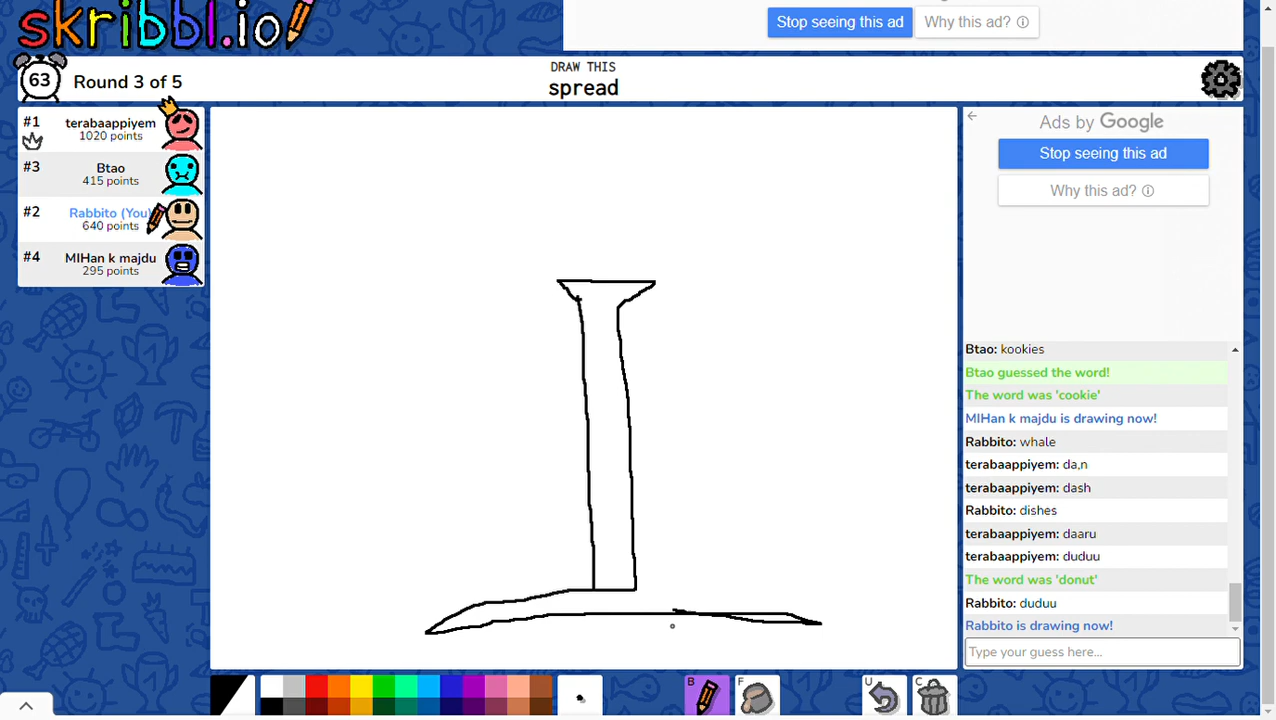 skribbl.io
Stop seeing this ad
Why this ad?
63
Round 3 of 5
DRAW THIS
spread
#1
terabaappiyem
1020 points
#3
Btao
415 points
#2
Rabbito (You)
640 points
#4
MIHan k majdu
295 points
Ads by Google
Stop seeing this ad
Why this ad?
Btao: kookies
Btao guessed the word!
The word was 'cookie'
MIHan k majdu is drawing now!
Rabbito: whale
terabaappiyem: da,n
terabaappiyem: dash
Rabbito: dishes
terabaappiyem: daaru
terabaappiyem: duduu
The word was 'donut'
Rabbito: duduu
Rabbito is drawing now!
Type your guess here...
B
F
U
C